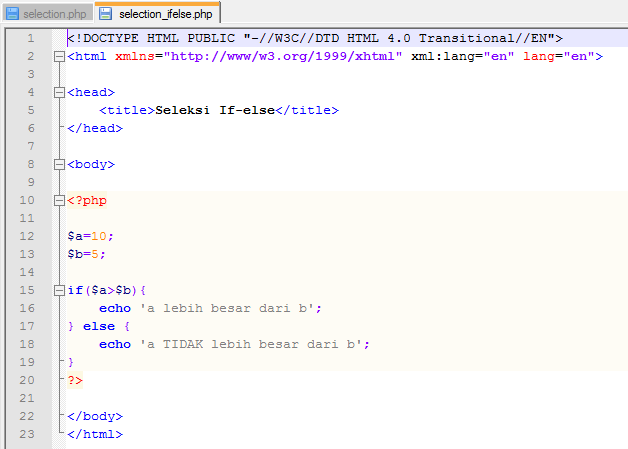 selection.php selection_ifelse.php
1 <!DOCTYPE HTML PUBLIC "-//W3C//DTD HTML 4.0 Transitional//EN">
2 <html xmlns="http://www/w3.org/1999/xhtml" xml:lang="en" lang="en">
3
4 <head>
5     <title>Seleksi If-else</title>
6 </head>
7
8 <body>
9
10 <?php
11
12 $a=10;
13 $b=5;
14
15 if($a>$b){
16     echo 'a lebih besar dari b';
17 } else {
18     echo 'a TIDAK lebih besar dari b';
19 }
20 ?>
21
22 </body>
23 </html>